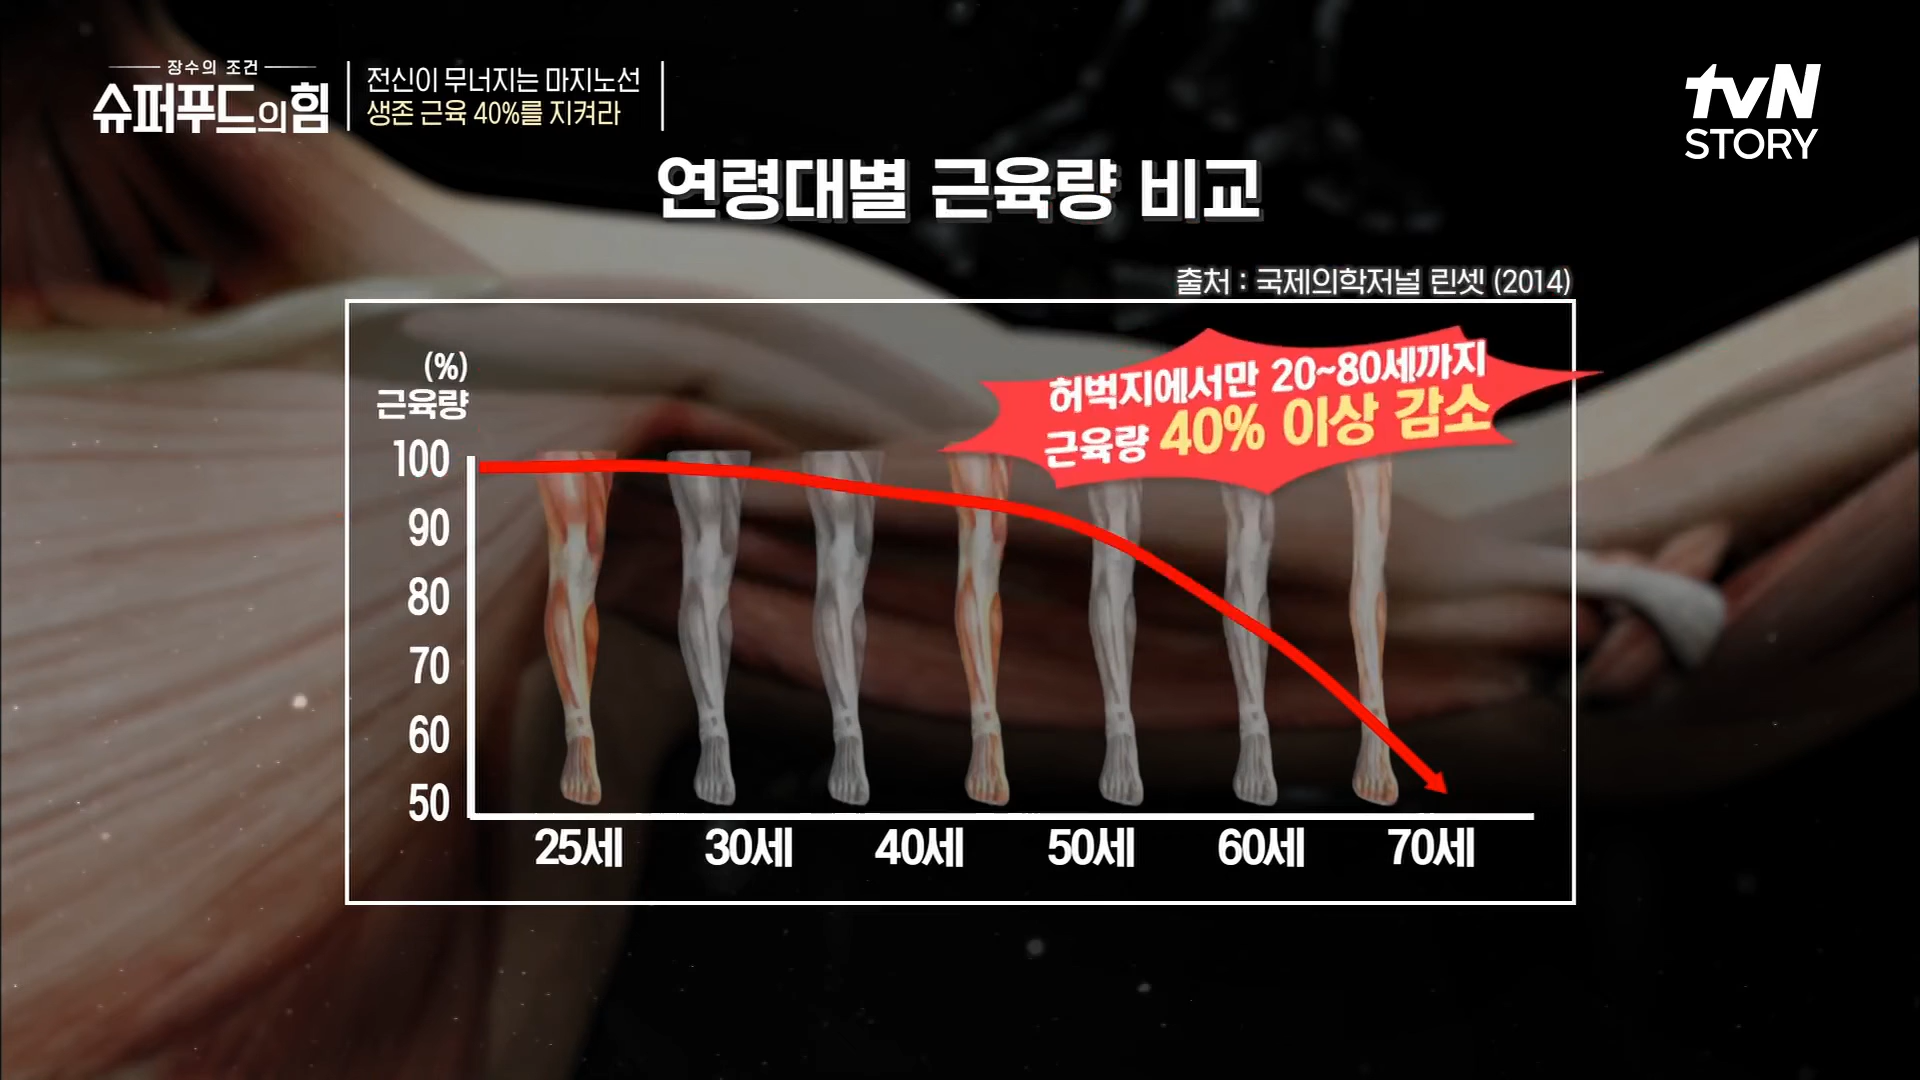 장수의 조건
슈퍼푸드의힘
전신이 무너지는 마지노선
생존 근육 40%를 지켜라
tvN
STORY
연령대별 근육량 비교
출처 : 국제의학저널 린셋 (2014)
허벅지에서만 20~80세까지
근육량 40% 이상 감소
(%)
근육량
100
90
80
70
60
50
25세 30세 40세 50세 60세 70세